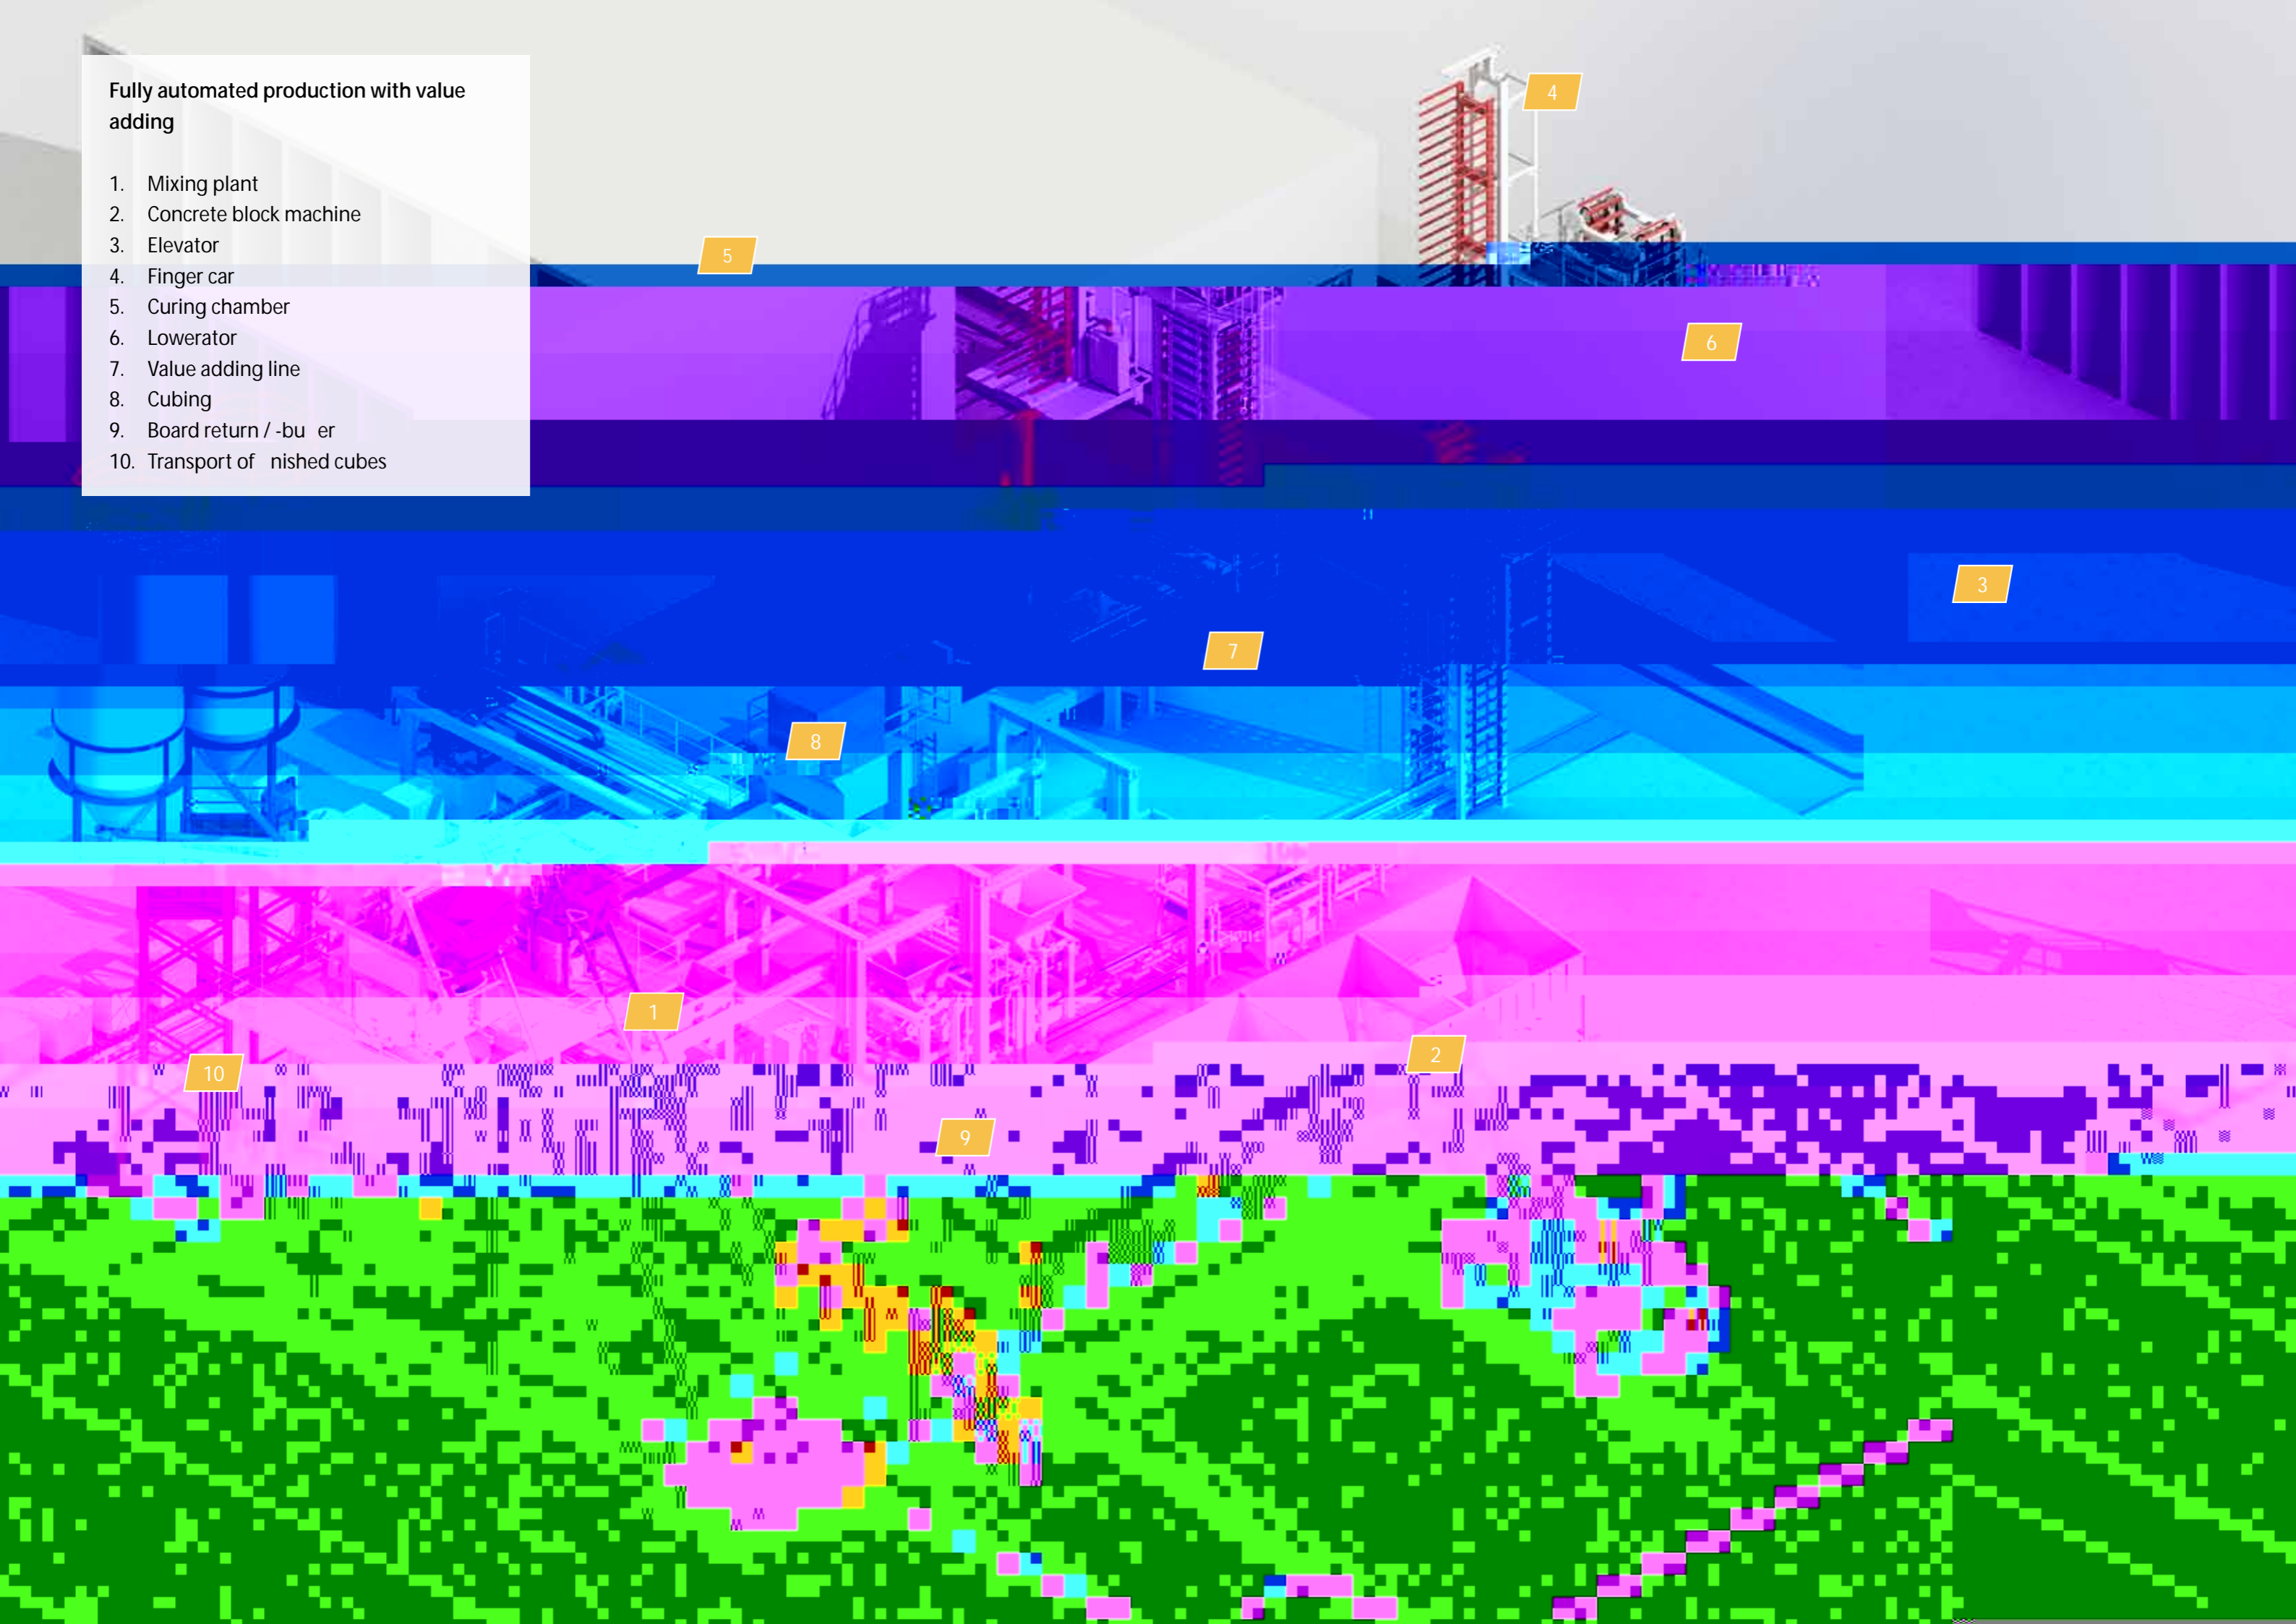 Fully automated production with value
adding
1. Mixing plant
2. Concrete block machine
3. Elevator
4. Finger car
5. Curing chamber
6. Lowerator
7. Value adding line
8. Cubing
9. Board return / -bu er
10. Transport of nished cubes
4
5
6
3
7
8
1
2
10
9